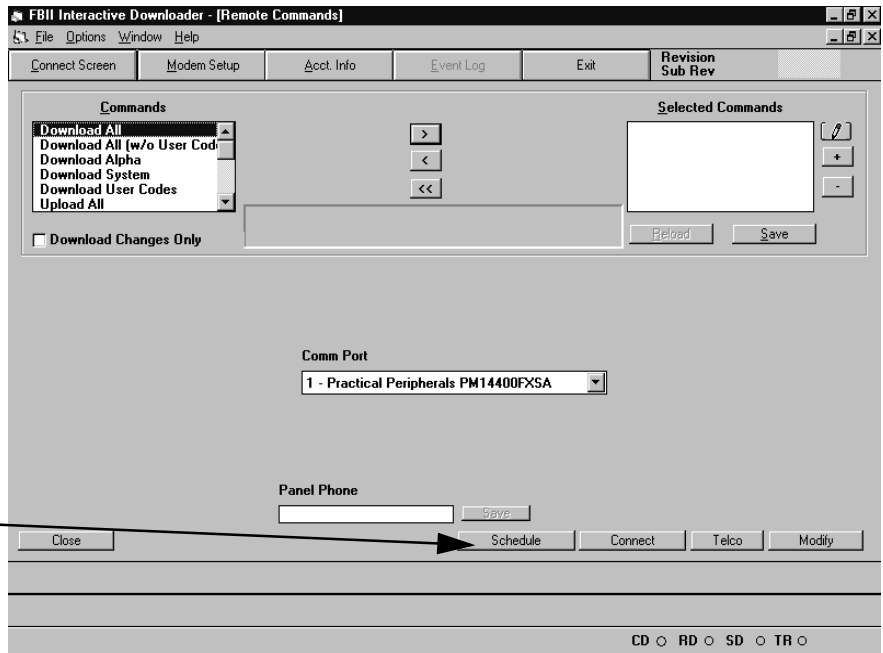 FBII Interactive Downloader - [Remote Commands]
File Options Window Help
Connect Screen Modem Setup Acct. Info Event Log Exit Revision
Sub Rev
Commands Selected Commands
Download All
Download All (w/o User Cod
Download Alpha
Download System
Download User Codes
Upload All
>
<
<<
+
-
Download Changes Only
Reload Save
Comm Port
1 - Practical Peripherals PM14400FXSA
Panel Phone
Save
Close Schedule Connect Telco Modify
CD RD SD TR